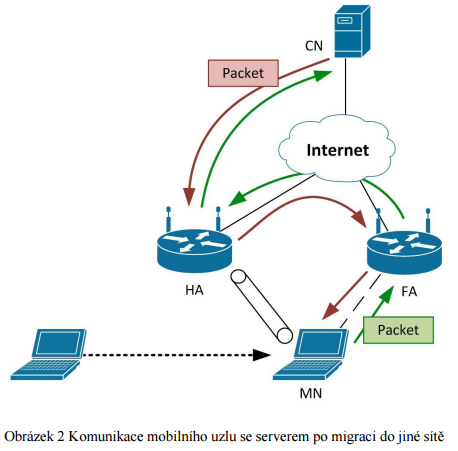 CN
Packet
Internet
HA
FA
Packet
MN
Obrázek 2 Komunikace mobilního uzlu se serverem po migraci do jiné sítě